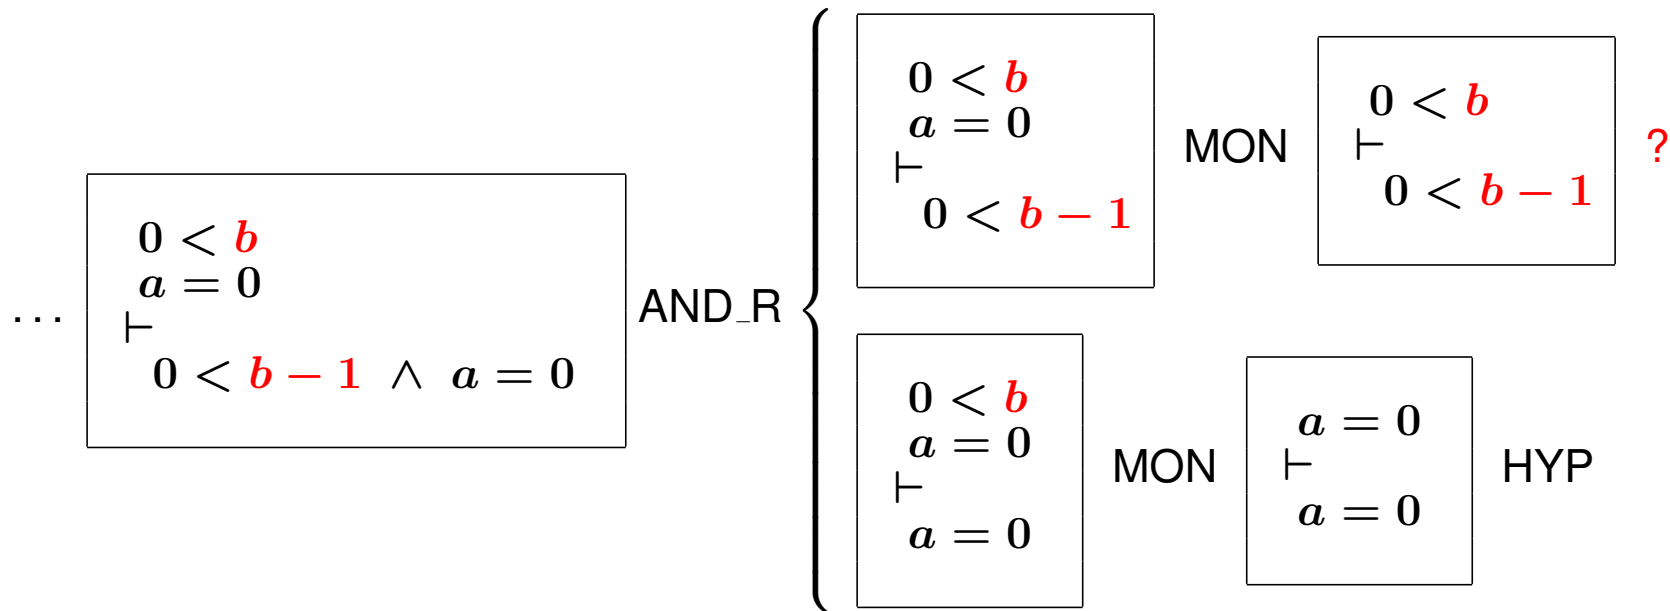 ... 
0 < b
a = 0
⊢
0 < b − 1 ∧ a = 0
AND_R
0 < b
a = 0
⊢
0 < b − 1
MON
0 < b
⊢
0 < b − 1
?
0 < b
a = 0
⊢
a = 0
MON
a = 0
⊢
a = 0
HYP